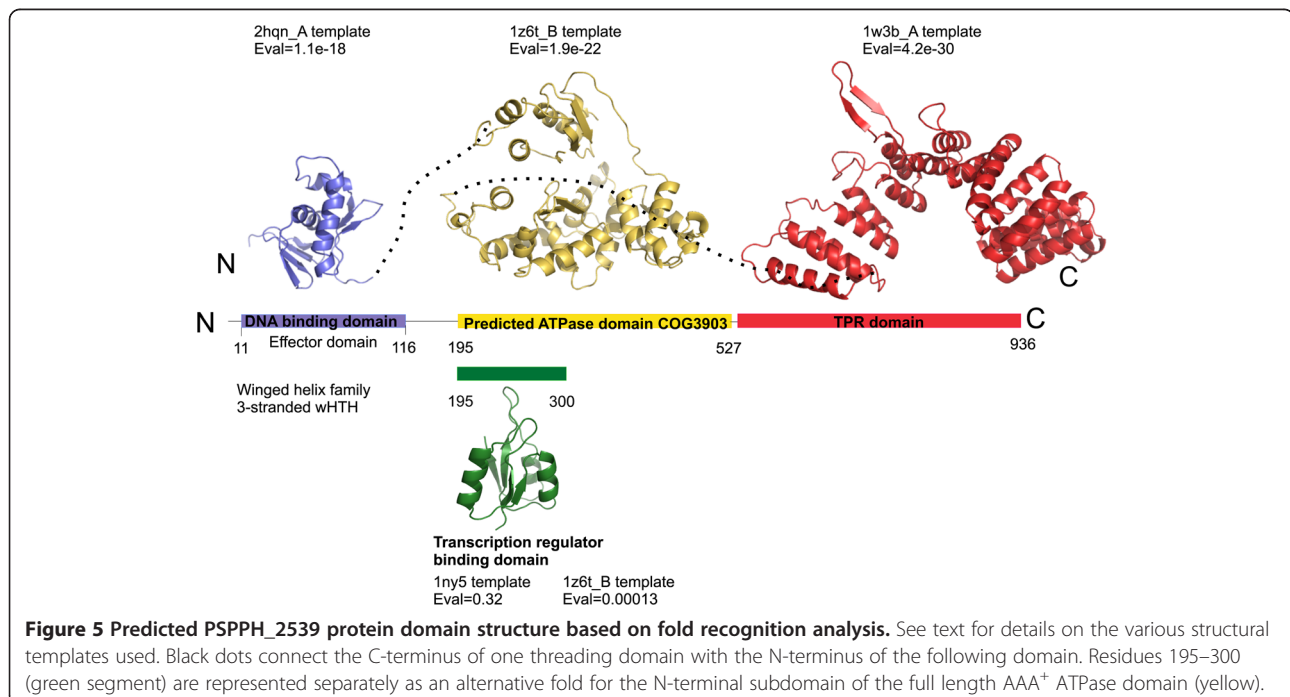 2hqn_A template
Eval=1.1e-18
1z6t_B template
Eval=1.9e-22
1w3b_A template
Eval=4.2e-30
N
C
N
DNA binding domain
Predicted ATPase domain COG3903
TPR domain
C
11
Effector domain
116
195
527
936
Winged helix family
3-stranded wHTH
195
300
Transcription regulator
binding domain
1ny5 template
Eval=0.32
1z6t_B template
Eval=0.00013
Figure 5 Predicted PSPPH_2539 protein domain structure based on fold recognition analysis. See text for details on the various structural
templates used. Black dots connect the C-terminus of one threading domain with the N-terminus of the following domain. Residues 195–300
(green segment) are represented separately as an alternative fold for the N-terminal subdomain of the full length AAA+ ATPase domain (yellow).